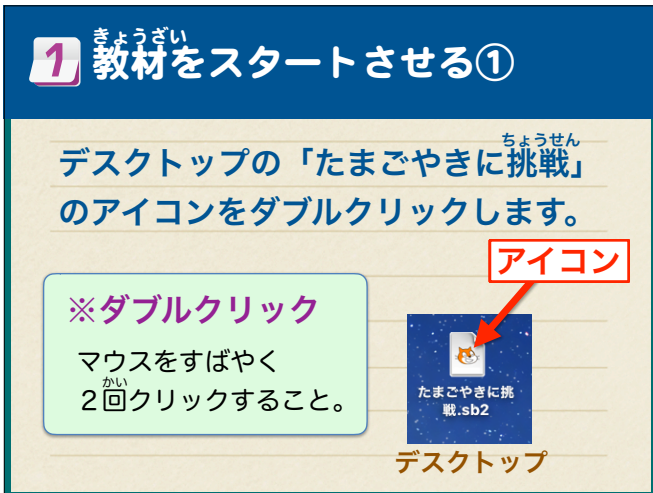 1 教材をスタートさせる①
きょうざい
デスクトップの「たまごやきに挑戦」
ちょうせん
のアイコンをダブルクリックします。
アイコン
※ダブルクリック
マウスをすばやく
２回クリックすること。
かい
たまごやきに挑
戦.sb2
デスクトップ